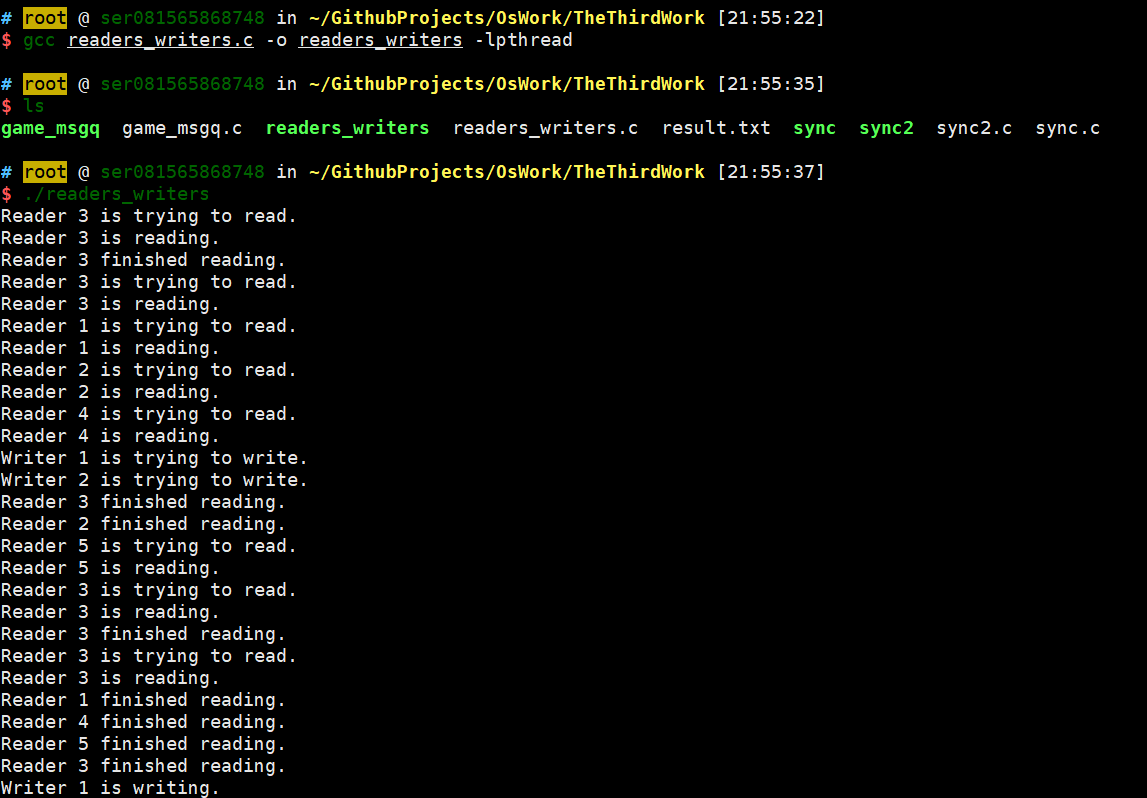 # root @ ser081565868748 in ~/GithubProjects/OsWork/TheThirdWork [21:55:22]
$ gcc readers_writers.c -o readers_writers -lpthread
# root @ ser081565868748 in ~/GithubProjects/OsWork/TheThirdWork [21:55:35]
$ ls
game_msgq  game_msgq.c  readers_writers  readers_writers.c  result.txt  sync  sync2  sync2.c  sync.c
# root @ ser081565868748 in ~/GithubProjects/OsWork/TheThirdWork [21:55:37]
$ ./readers_writers
Reader 3 is trying to read.
Reader 3 is reading.
Reader 3 finished reading.
Reader 3 is trying to read.
Reader 3 is reading.
Reader 1 is trying to read.
Reader 1 is reading.
Reader 2 is trying to read.
Reader 2 is reading.
Reader 4 is trying to read.
Reader 4 is reading.
Writer 1 is trying to write.
Writer 2 is trying to write.
Reader 3 finished reading.
Reader 2 finished reading.
Reader 5 is trying to read.
Reader 5 is reading.
Reader 3 is trying to read.
Reader 3 is reading.
Reader 3 finished reading.
Reader 3 is trying to read.
Reader 3 is reading.
Reader 1 finished reading.
Reader 4 finished reading.
Reader 5 finished reading.
Reader 3 finished reading.
Writer 1 is writing.